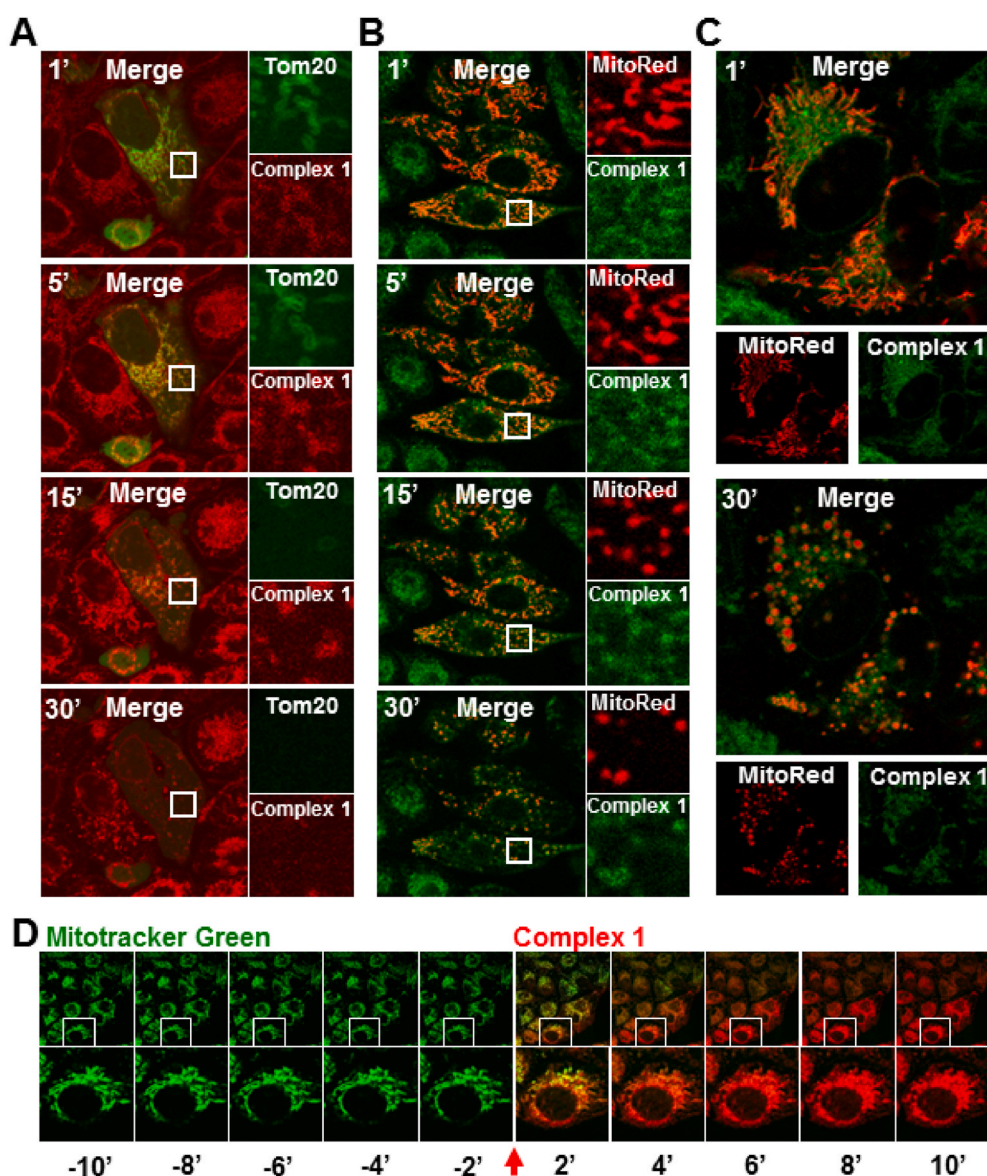 A B C
1’ Merge Tom20
Complex 1
5’ Merge Tom20
Complex 1
15’ Merge Tom20
Complex 1
30’ Merge Tom20
Complex 1
1’ Merge MitoRed
Complex 1
5’ Merge MitoRed
Complex 1
15’ Merge MitoRed
Complex 1
30’ Merge MitoRed
Complex 1
1’ Merge
MitoRed Complex 1
30’ Merge
MitoRed Complex 1
D Mitotracker Green Complex 1
-10’ -8’ -6’ -4’ -2’ 2’ 4’ 6’ 8’ 10’